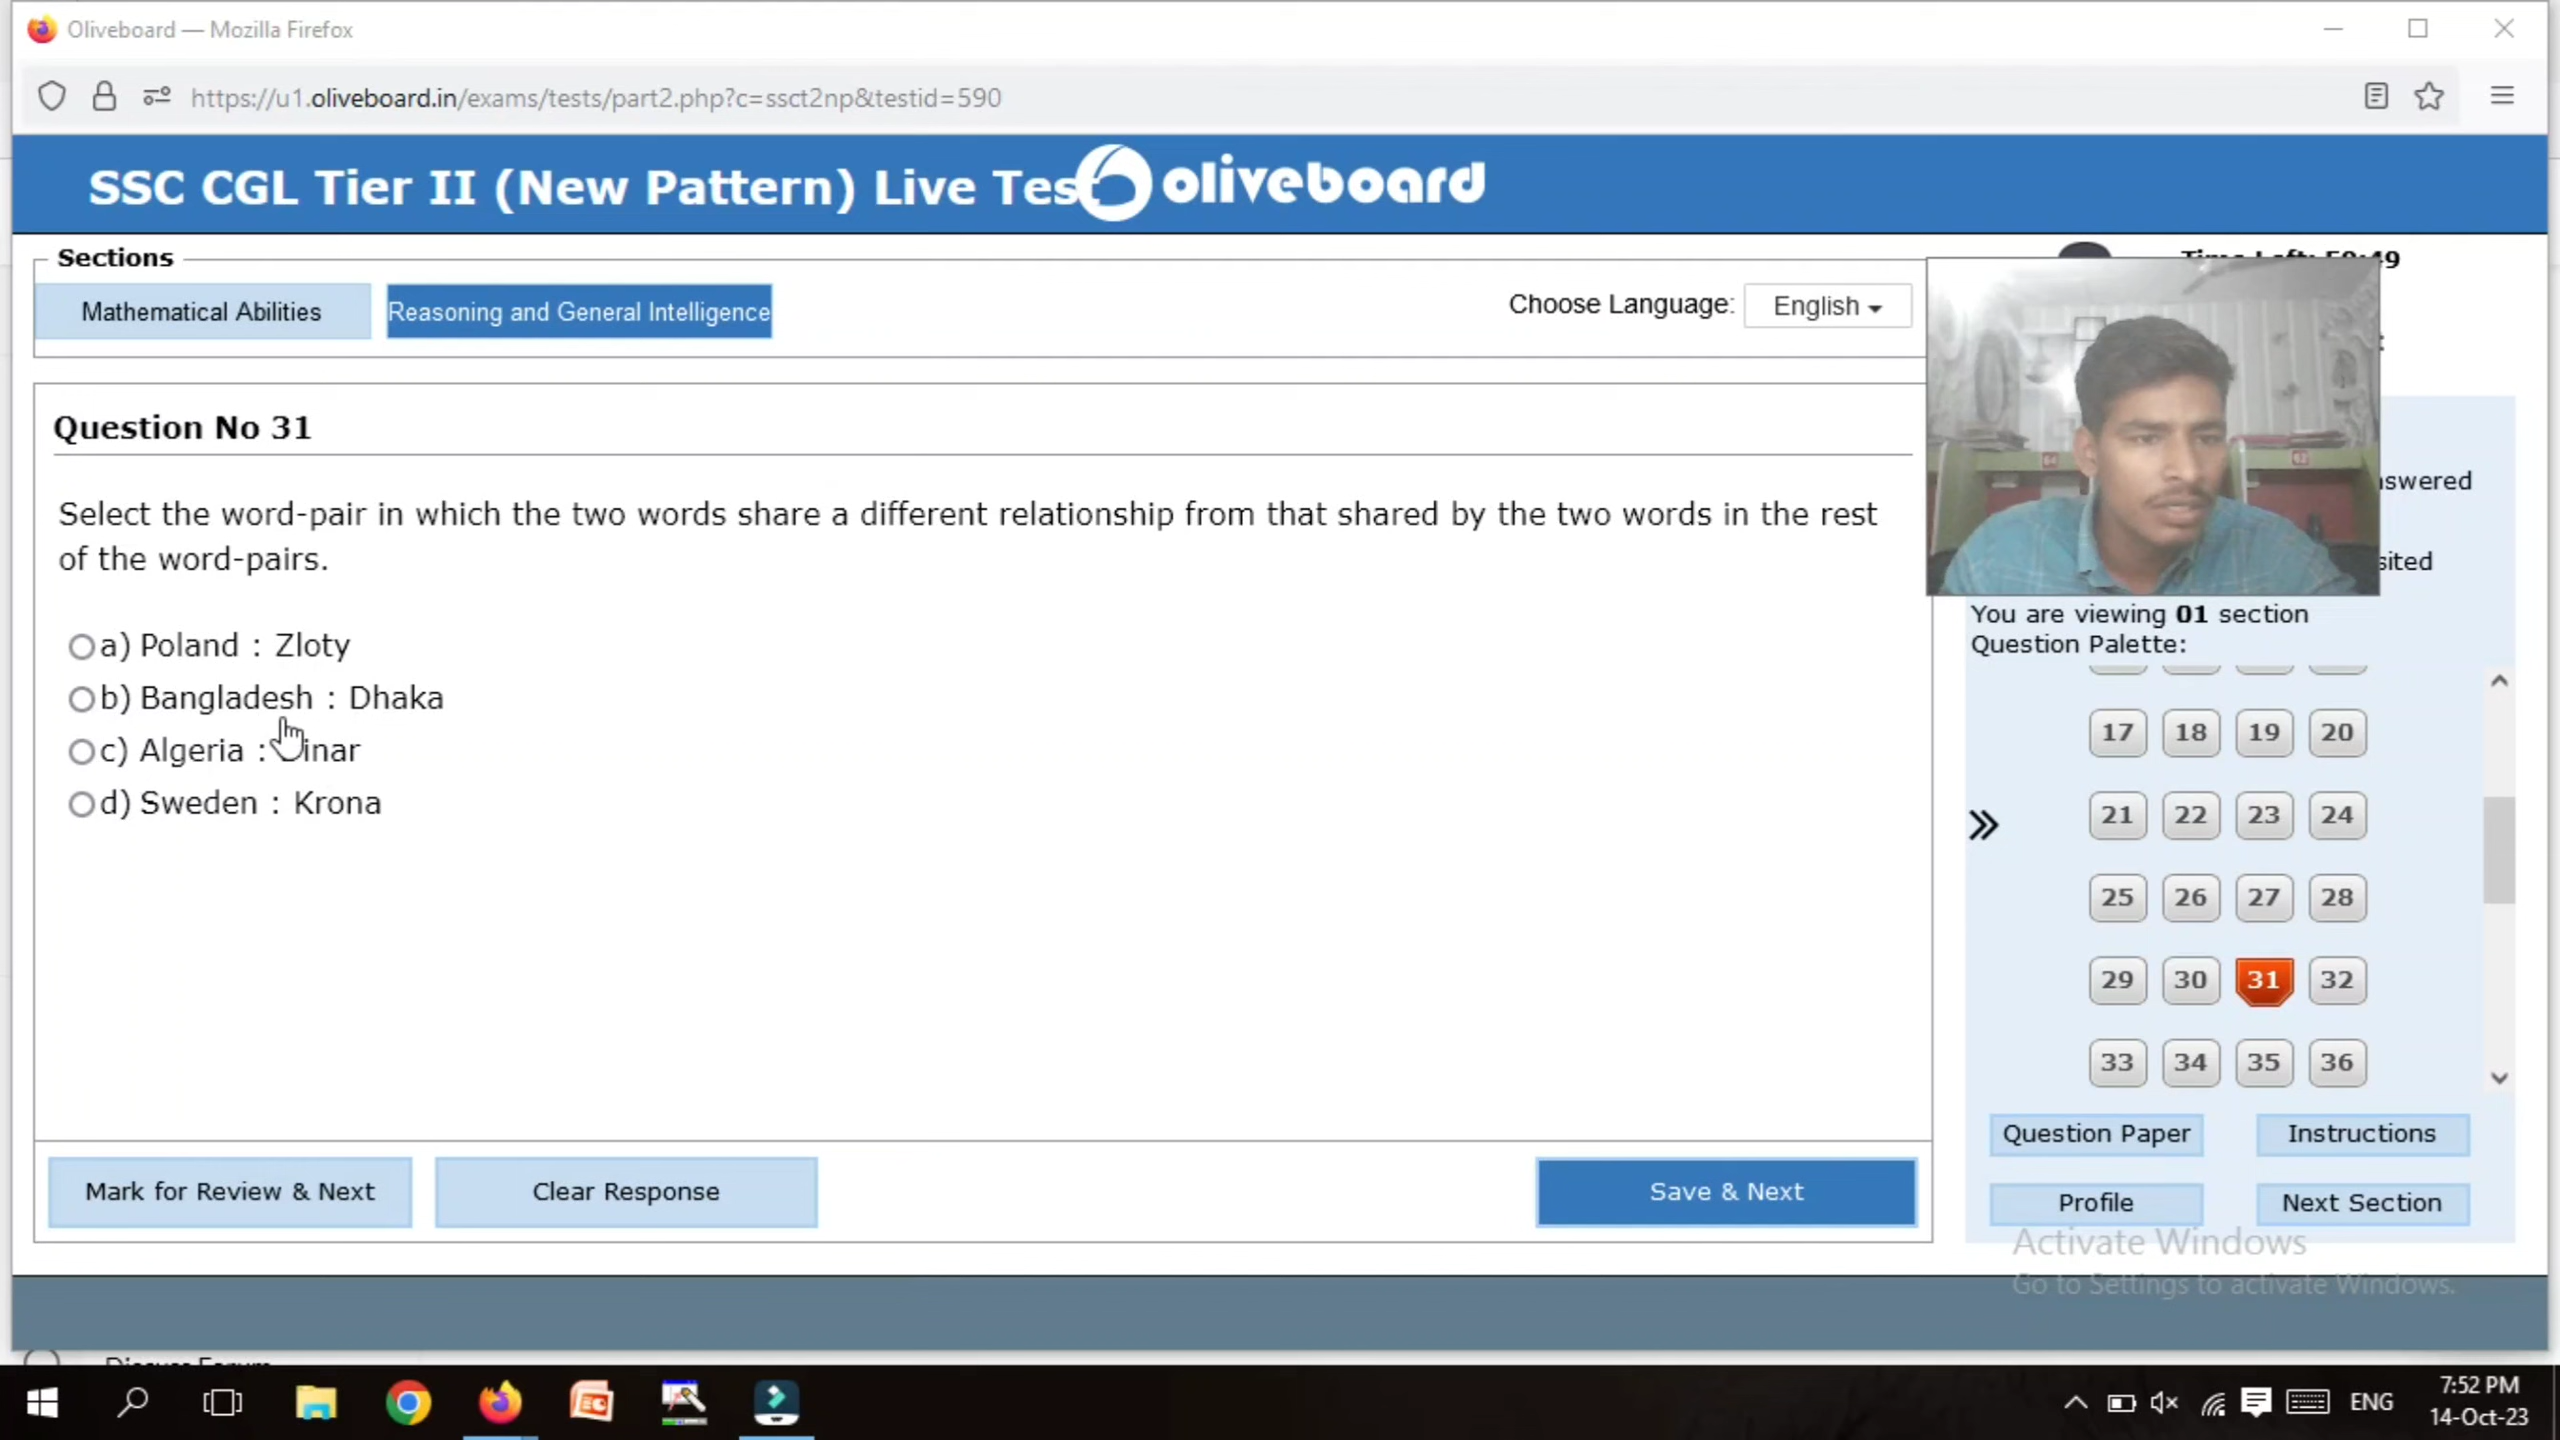 Oliveboard — Mozilla Firefox
https://u1.oliveboard.in/exams/tests/part2.php?c=ssct2np&testid=590
SSC CGL Tier II (New Pattern) Live Tes
oliveboard
Sections
Mathematical Abilities
Reasoning and General Intelligence
Choose Language:
English
Question No 31
Select the word-pair in which the two words share a different relationship from that shared by the two words in the rest
of the word-pairs.
a) Poland : Zloty
b) Bangladesh : Dhaka
c) Algeria : inar
d) Sweden : Krona
Mark for Review & Next
Clear Response
Save & Next
swered
sited
You are viewing 01 section
Question Palette:
17 18 19 20
21 22 23 24
25 26 27 28
29 30 31 32
33 34 35 36
Question Paper
Instructions
Profile
Next Section
Activate Windows
Go to Settings to activate Windows.
ENG
7:52 PM
14-Oct-23